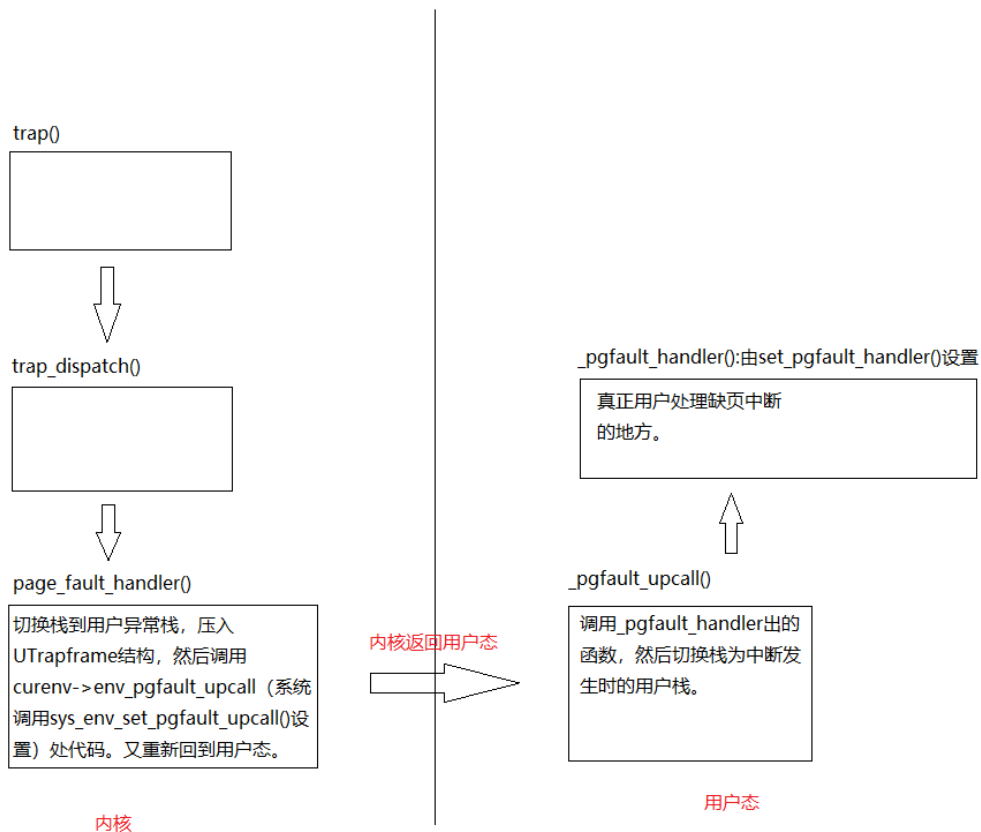 trap()
trap_dispatch()
page_fault_handler()
切换栈到用户异常栈，压入
UTrapframe结构，然后调用
curenv->env_pgfault_upcall（系统
调用sys_env_set_pgfault_upcall()设
置）处代码。又重新回到用户态。
内核
内核返回用户态
_pgfault_handler():由set_pgfault_handler()设置
真正用户处理缺页中断
的地方。
_pgfault_upcall()
调用_pgfault_handler出的
函数，然后切换栈为中断发
生时的用户栈。
用户态